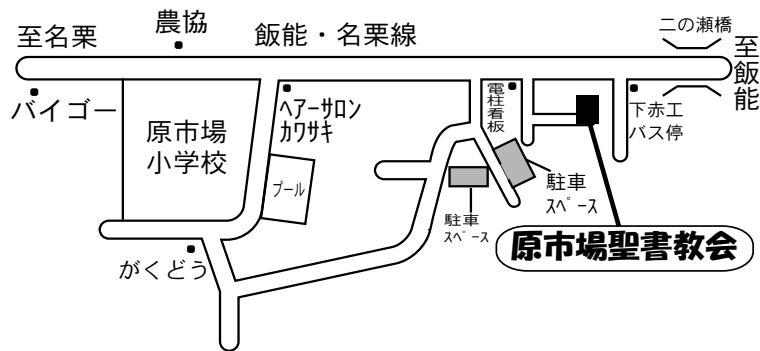 至名栗
農協
飯能・名栗線
二の瀬橋
至飯能
バイゴー
原市場
小学校
ヘアーサロン
カワサキ
電柱看板
下赤工
バス停
プール
駐車
スペース
駐車
スペース
がくどう
原市場聖書教会